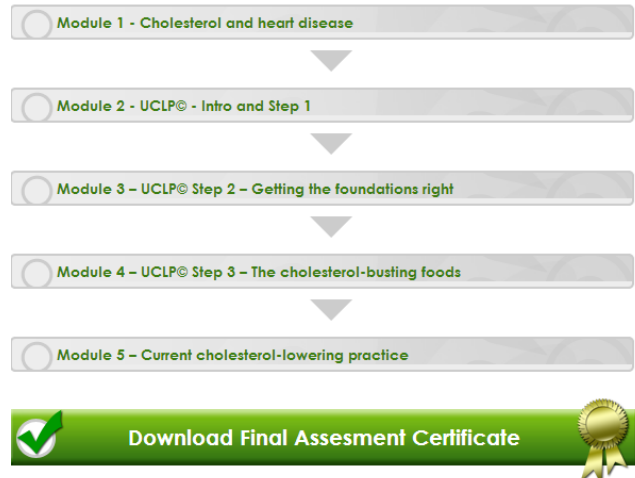 Module 1 - Cholesterol and heart disease
Module 2 - UCLP© - Intro and Step 1
Module 3 – UCLP© Step 2 – Getting the foundations right
Module 4 – UCLP© Step 3 – The cholesterol-busting foods
Module 5 – Current cholesterol-lowering practice
Download Final Assesment Certificate